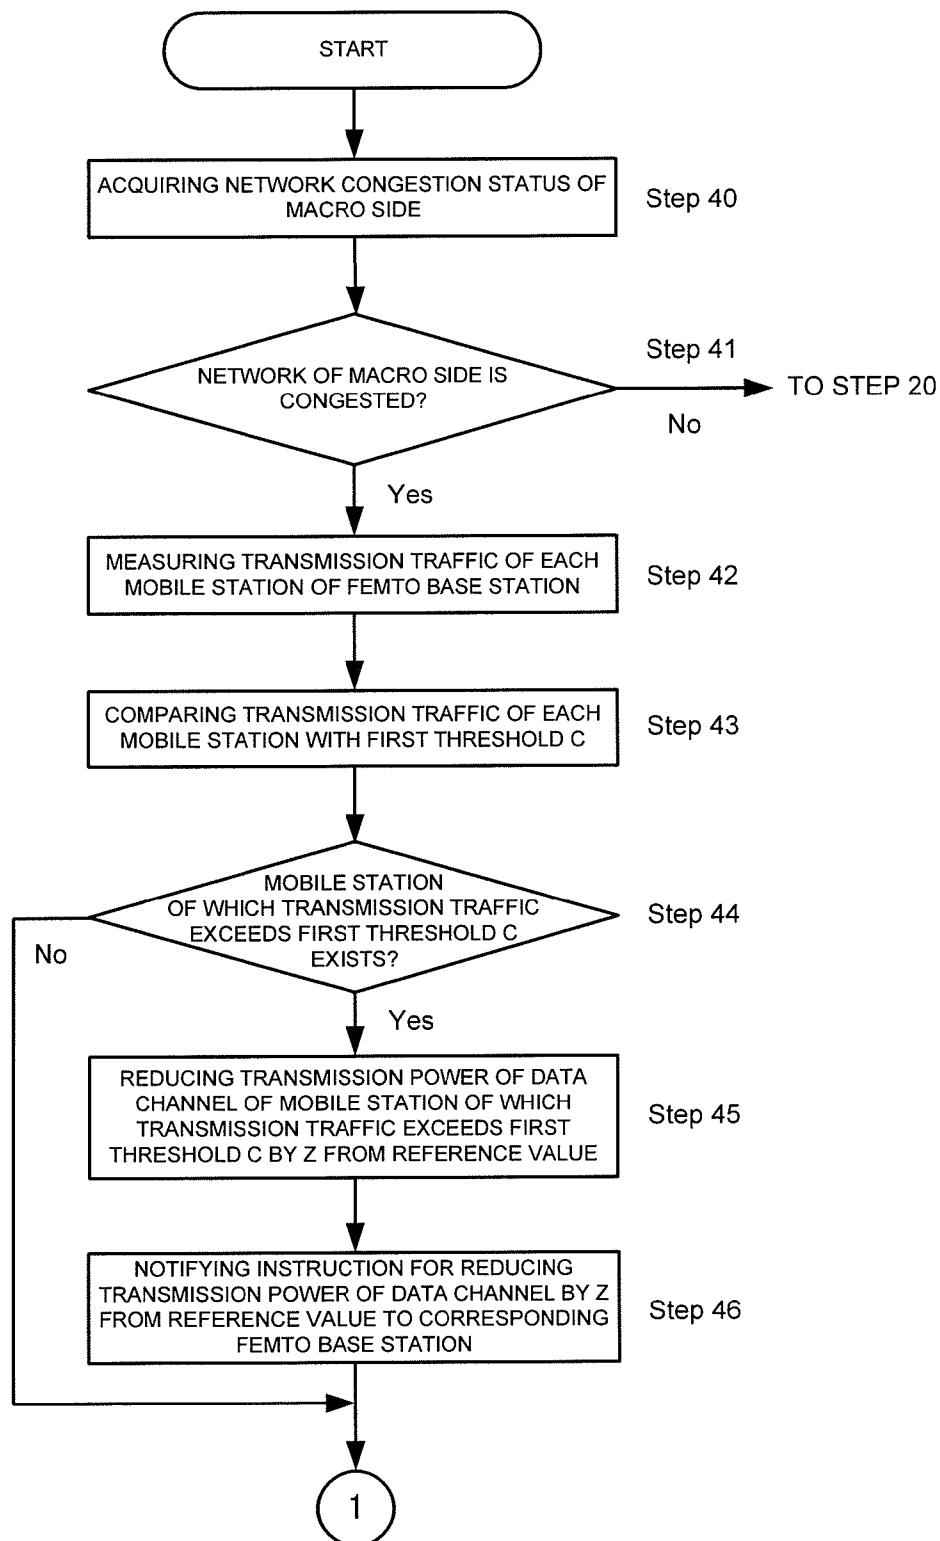 START
ACQUIRING NETWORK CONGESTION STATUS OF
MACRO SIDE
Step 40
NETWORK OF MACRO SIDE IS
CONGESTED?
Step 41
No
TO STEP 20
Yes
MEASURING TRANSMISSION TRAFFIC OF EACH
MOBILE STATION OF FEMTO BASE STATION
Step 42
COMPARING TRANSMISSION TRAFFIC OF EACH
MOBILE STATION WITH FIRST THRESHOLD C
Step 43
MOBILE STATION
OF WHICH TRANSMISSION TRAFFIC
EXCEEDS FIRST THRESHOLD C
EXISTS?
Step 44
No
Yes
REDUCING TRANSMISSION POWER OF DATA
CHANNEL OF MOBILE STATION OF WHICH
TRANSMISSION TRAFFIC EXCEEDS FIRST
THRESHOLD C BY Z FROM REFERENCE VALUE
Step 45
NOTIFYING INSTRUCTION FOR REDUCING
TRANSMISSION POWER OF DATA CHANNEL BY Z
FROM REFERENCE VALUE TO CORRESPONDING
FEMTO BASE STATION
Step 46
1